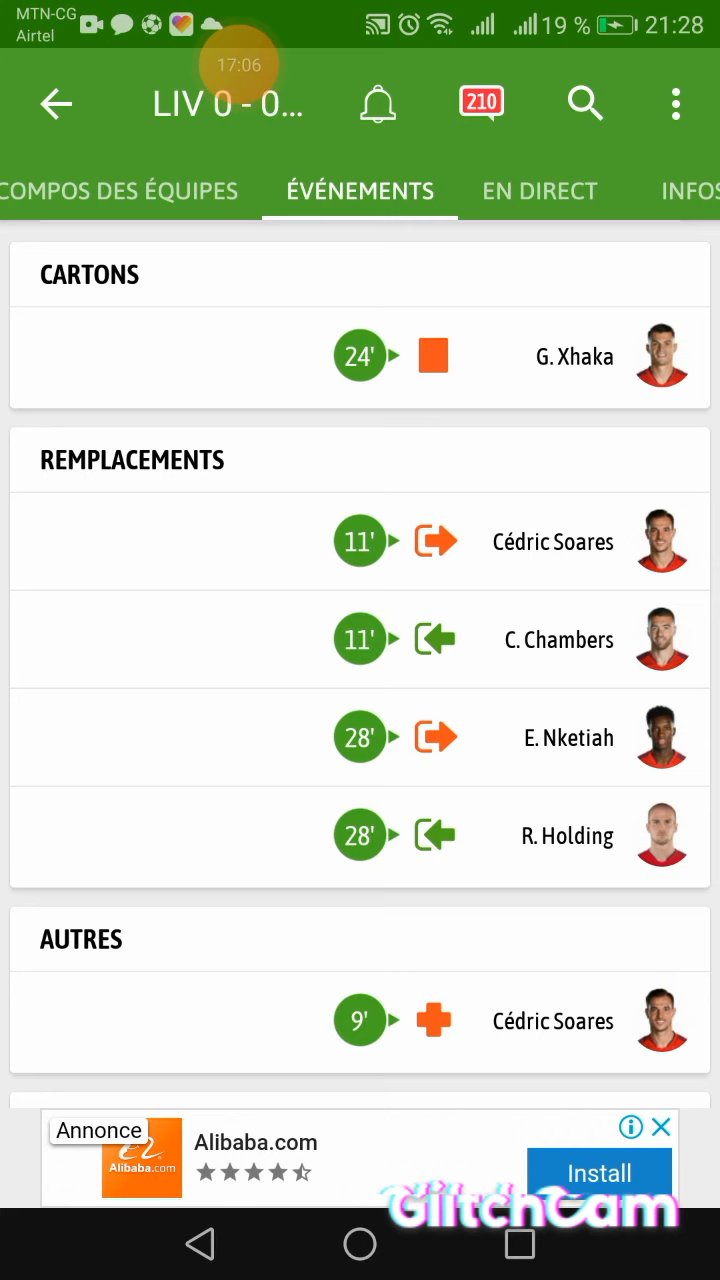 MTN-CG
Airtel
19 %
21:28
17:06
LIV 0 - 0...
210
COMPOS DES ÉQUIPES
ÉVÉNEMENTS
EN DIRECT
INFOS
CARTONS
24'
G. Xhaka
REMPLACEMENTS
11'
Cédric Soares
11'
C. Chambers
28'
E. Nketiah
28'
R. Holding
AUTRES
9'
Cédric Soares
Annonce
Alibaba.com
Alibaba.com
Install
GlitchCam